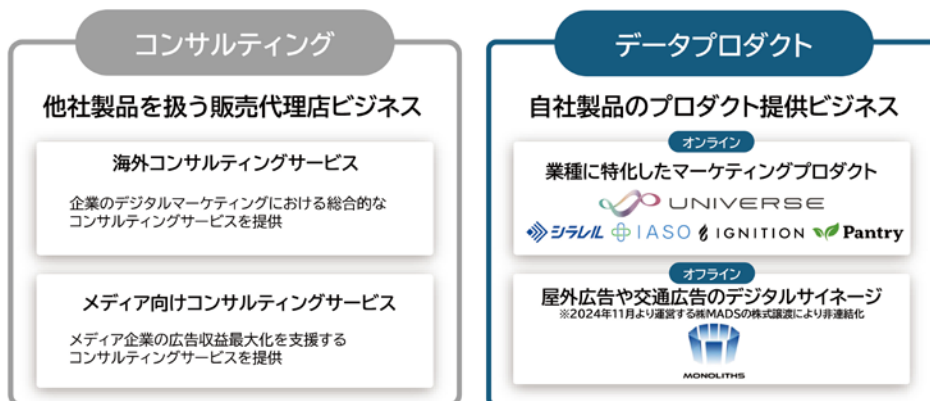 コンサルティング
他社製品を扱う販売代理店ビジネス
海外コンサルティングサービス
企業のデジタルマーケティングにおける総合的な
コンサルティングサービスを提供
メディア向けコンサルティングサービス
メディア企業の広告収益最大化を支援する
コンサルティングサービスを提供
データプロダクト
自社製品のプロダクト提供ビジネス
オンライン
業種に特化したマーケティングプロダクト
UNIVERSE
シラレル IASO IGNITION Pantry
オフライン
屋外広告や交通広告のデジタルサイネージ
※2024年11月より運営する㈱MADSの株式譲渡により非連結化
MONOLITHS